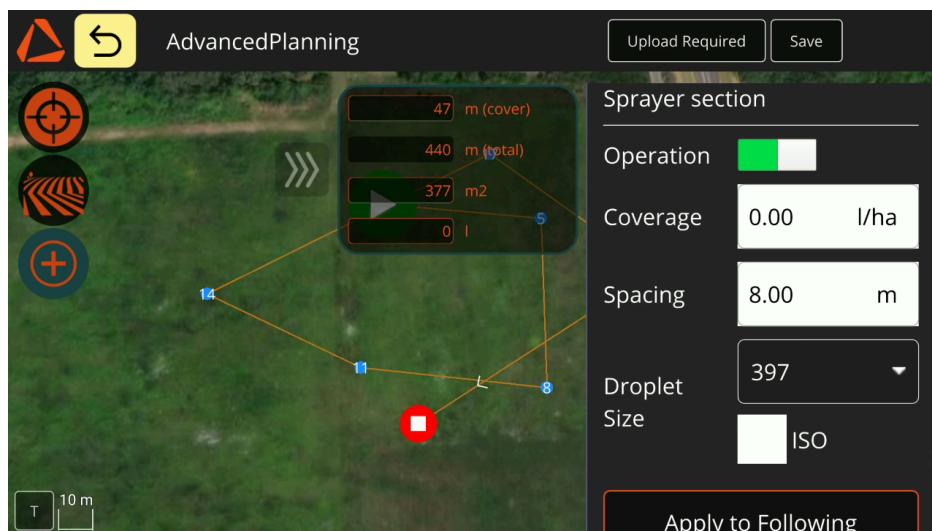 AdvancedPlanning
Upload Required
Save
47 m (cover)
440 m (total)
377 m2
0 l
5
14
11
8
T
10 m
Sprayer section
Operation
Coverage 0.00 l/ha
Spacing 8.00 m
Droplet Size
397
ISO
Apply to Following